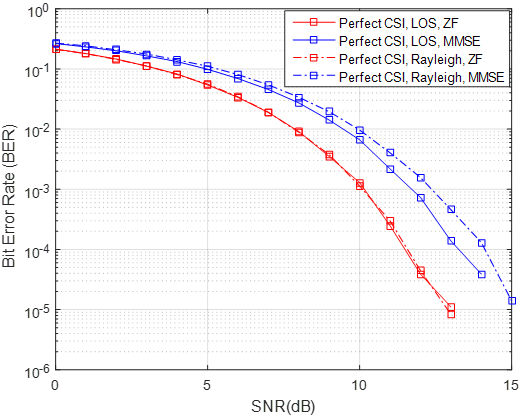 Perfect CSI, LOS, ZF
Perfect CSI, LOS, MMSE
Perfect CSI, Rayleigh, ZF
Perfect CSI, Rayleigh, MMSE
Bit Error Rate (BER)
10^0
10^-1
10^-2
10^-3
10^-4
10^-5
10^-6
0
5
10
15
SNR(dB)